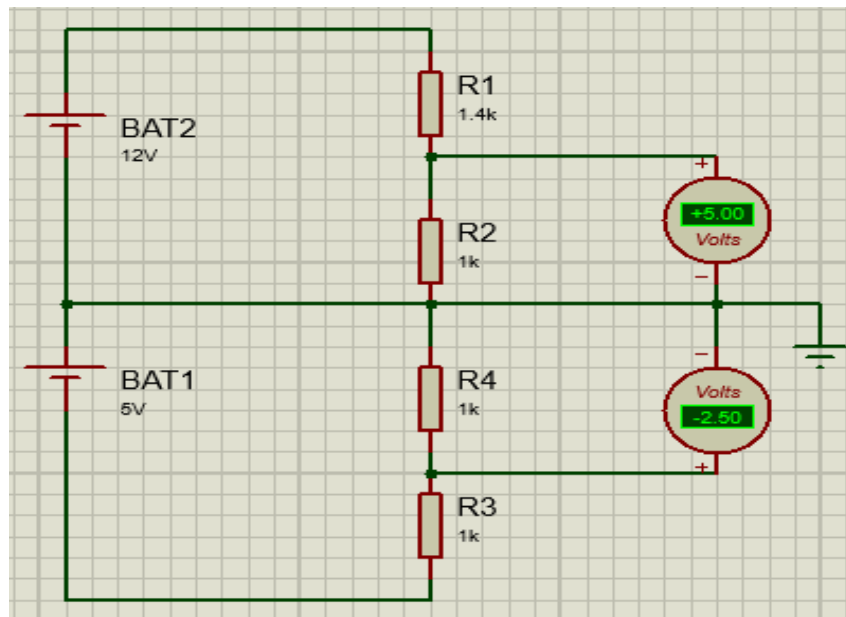 R1
1.4k
BAT2
12V
+
+5.00
Volts
−
R2
1k
BAT1
5V
−
Volts
-2.50
+
R4
1k
R3
1k